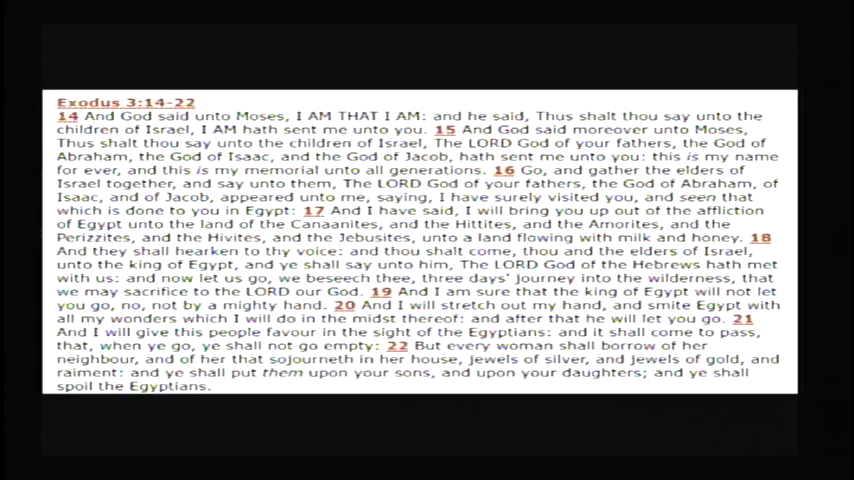 Exodus 3:14-22
14 And God said unto Moses, I AM THAT I AM: and he said, Thus shalt thou say unto the
children of Israel, I AM hath sent me unto you. 15 And God said moreover unto Moses,
Thus shalt thou say unto the children of Israel, The LORD God of your fathers, the God of
Abraham, the God of Isaac, and the God of Jacob, hath sent me unto you: this is my name
for ever, and this is my memorial unto all generations. 16 Go, and gather the elders of
Israel together, and say unto them, The LORD God of your fathers, the God of Abraham, of
Isaac, and of Jacob, appeared unto me, saying, I have surely visited you, and seen that
which is done to you in Egypt: 17 And I have said, I will bring you up out of the affliction
of Egypt unto the land of the Canaanites, and the Hittites, and the Amorites, and the
Perizzites, and the Hivites, and the Jebusites, unto a land flowing with milk and honey. 18
And they shall hearken to thy voice: and thou shalt come, thou and the elders of Israel,
unto the king of Egypt, and ye shall say unto him, The LORD God of the Hebrews hath met
with us: and now let us go, we beseech thee, three days' journey into the wilderness, that
we may sacrifice to the LORD our God. 19 And I am sure that the king of Egypt will not let
you go, no, not by a mighty hand. 20 And I will stretch out my hand, and smite Egypt with
all my wonders which I will do in the midst thereof: and after that he will let you go. 21
And I will give this people favour in the sight of the Egyptians: and it shall come to pass,
that, when ye go, ye shall not go empty: 22 But every woman shall borrow of her
neighbour, and of her that sojourneth in her house, jewels of silver, and jewels of gold, and
raiment: and ye shall put them upon your sons, and upon your daughters; and ye shall
spoil the Egyptians.